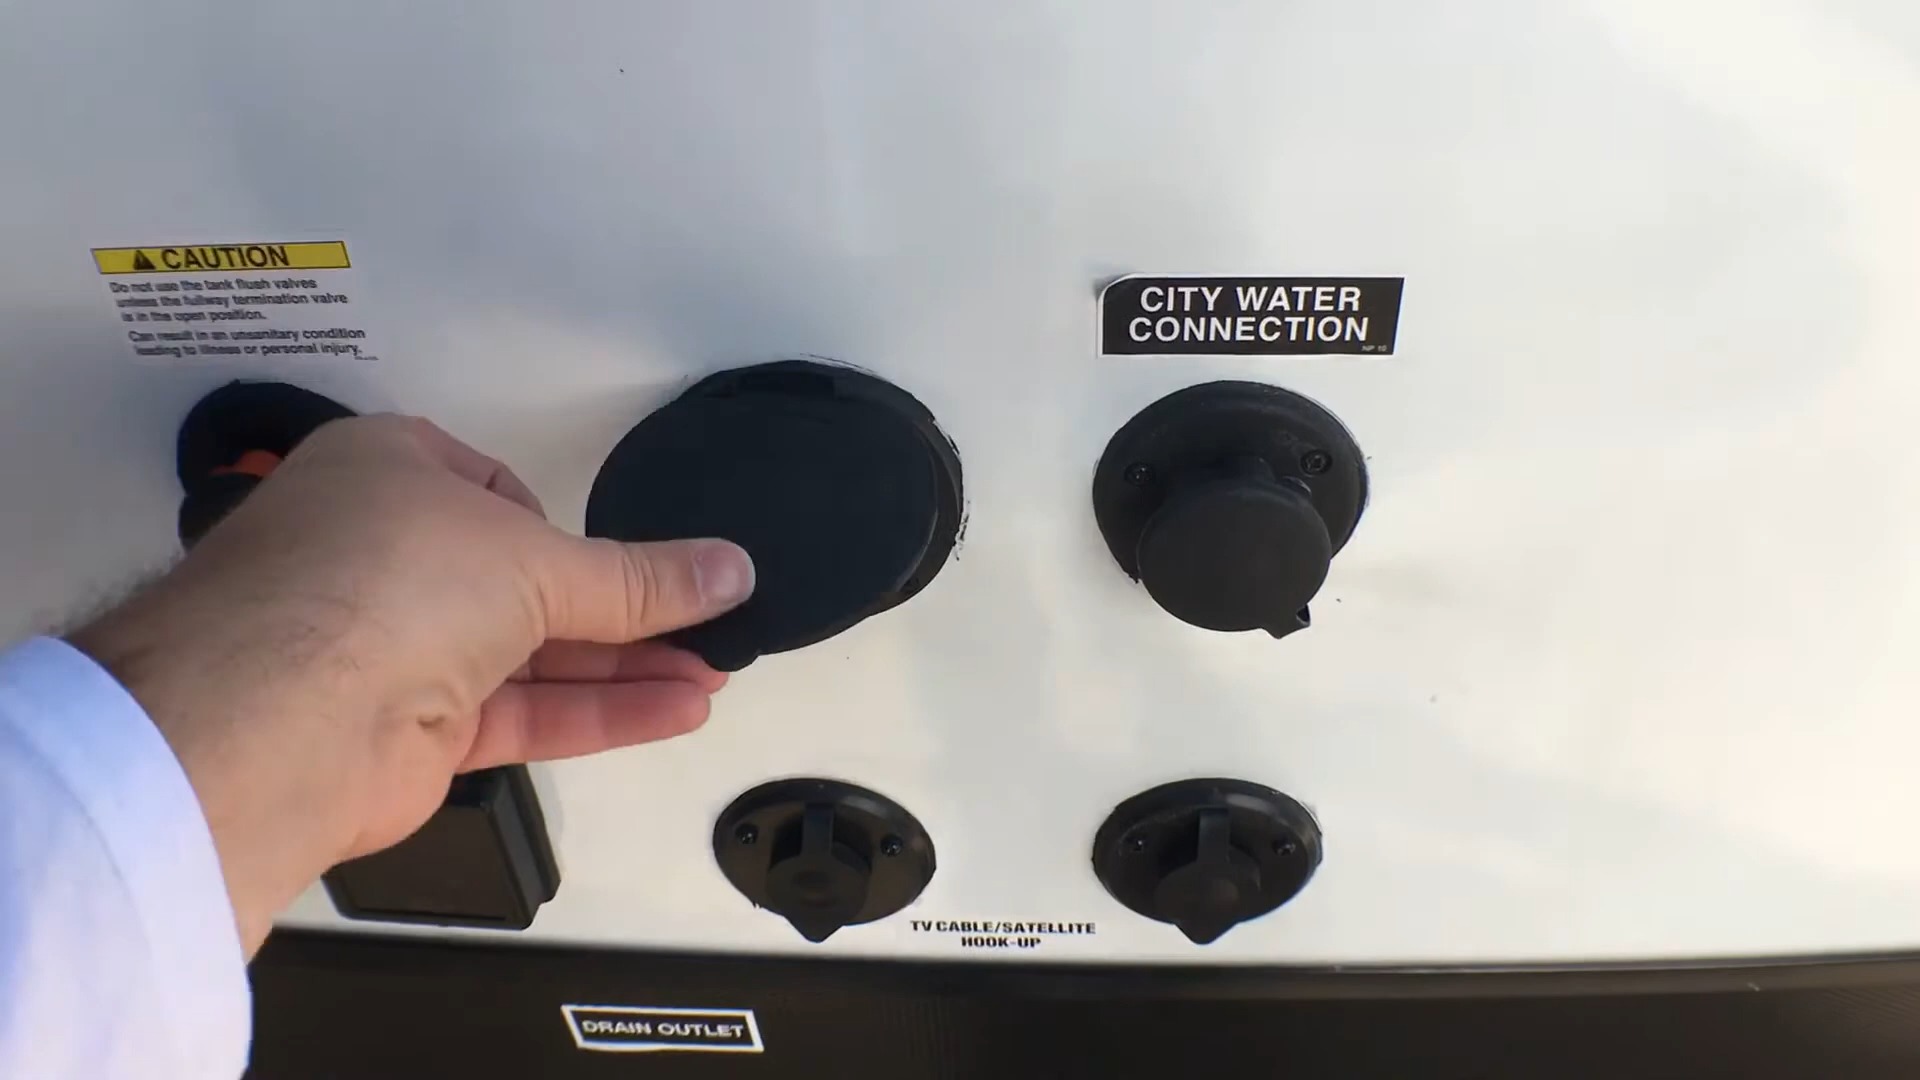 CAUTION
Do not use the tank flush valves
unless the fullway termination valve
is in the open position.
Can result in an unsanitary condition
leading to illness or personal injury.
CITY WATER
CONNECTION
NP 10
TV CABLE/SATELLITE
HOOK-UP
DRAIN OUTLET